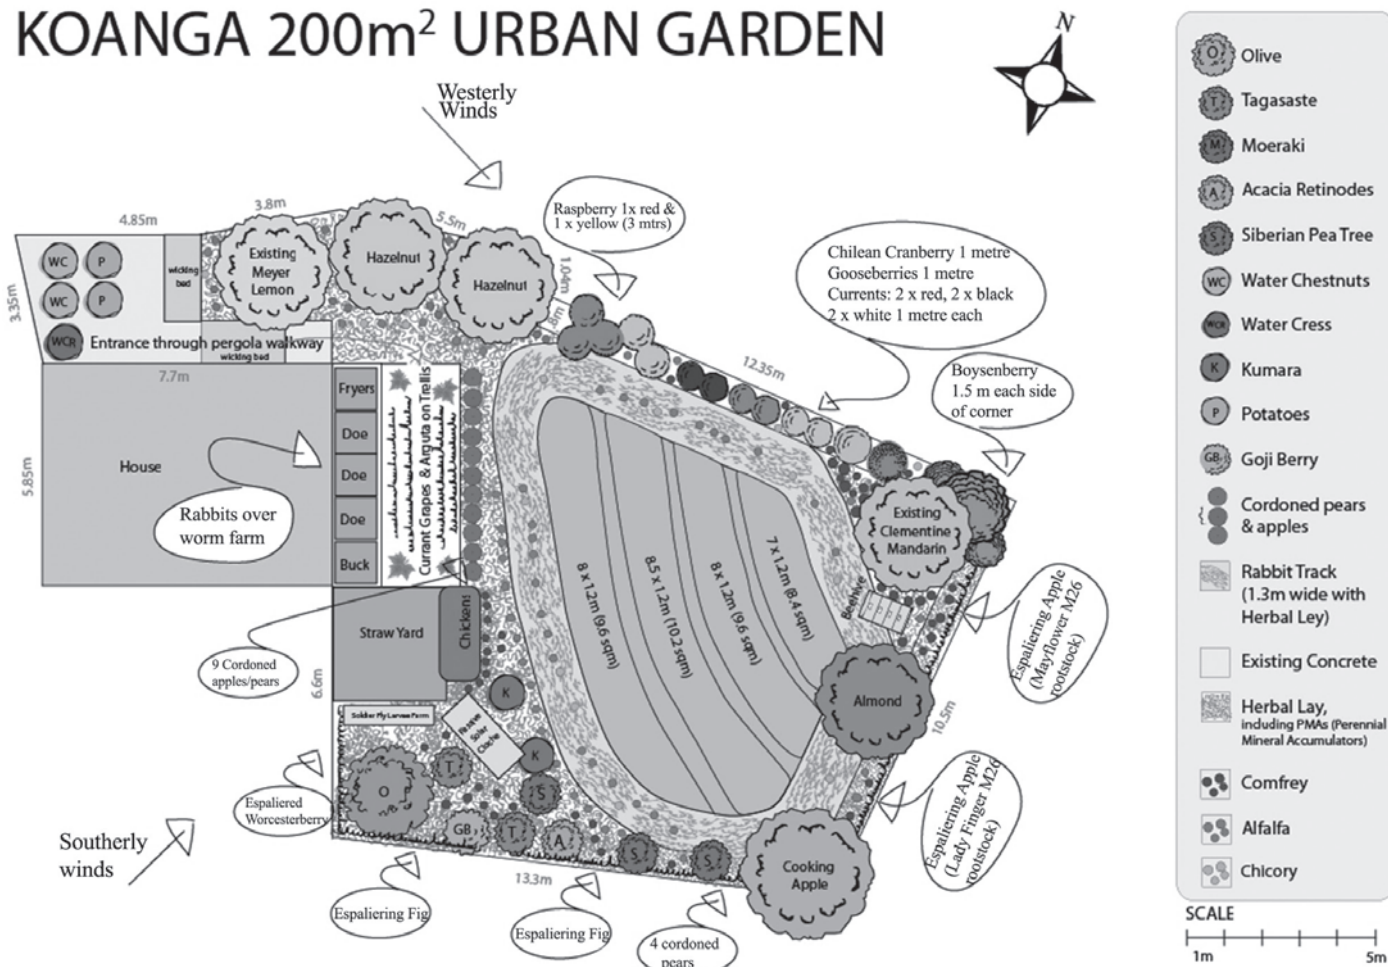 KOANGA 200m² URBAN GARDEN
N
Westerly
Winds
4.85m
3.8m
5.5m
3.35m
WC
P
WC
P
WCR
wicking
bed
Existing
Meyer
Lemon
Hazelnut
Hazelnut
1.04m
Raspberry 1x red &
1 x yellow (3 mtrs)
Chilean Cranberry 1 metre
Gooseberries 1 metre
Currents: 2 x red, 2 x black
2 x white 1 metre each
Boysenberry
1.5 m each side
of corner
12.35m
Entrance through pergola walkway
wicking bed
7.7m
5.85m
House
Rabbits over
worm farm
Fryers
Doe
Doe
Doe
Buck
Currant Grapes & Arguta on Trellis
8 x 1.2m (9.6 sqm)
8.5 x 1.2m (10.2 sqm)
8 x 1.2m (9.6 sqm)
7 x 1.2m (8.4 sqm)
Existing
Clementine
Mandarin
Beehive
Espaliering Apple
(Mayflower M26
rootstock)
Straw Yard
Chickens
9 Cordoned
apples/pears
6.6m
K
Soldier Fly Larvae Farm
Passive
Solar
Cloche
K
Almond
10.5m
Espaliering Apple
(Lady Finger M26
rootstock)
O
T
S
GB
T
A
S
S
Cooking
Apple
Espaliered
Worcesterberry
Southerly
winds
13.3m
Espaliering Fig
Espaliering Fig
4 cordoned
pears
O Olive
T Tagasaste
M Moeraki
A Acacia Retinodes
S Siberian Pea Tree
WC Water Chestnuts
WCR Water Cress
K Kumara
P Potatoes
GB Goji Berry
Cordoned pears
& apples
Rabbit Track
(1.3m wide with
Herbal Ley)
Existing Concrete
Herbal Lay,
including PMAs (Perennial
Mineral Accumulators)
Comfrey
Alfalfa
Chicory
SCALE
1m
5m